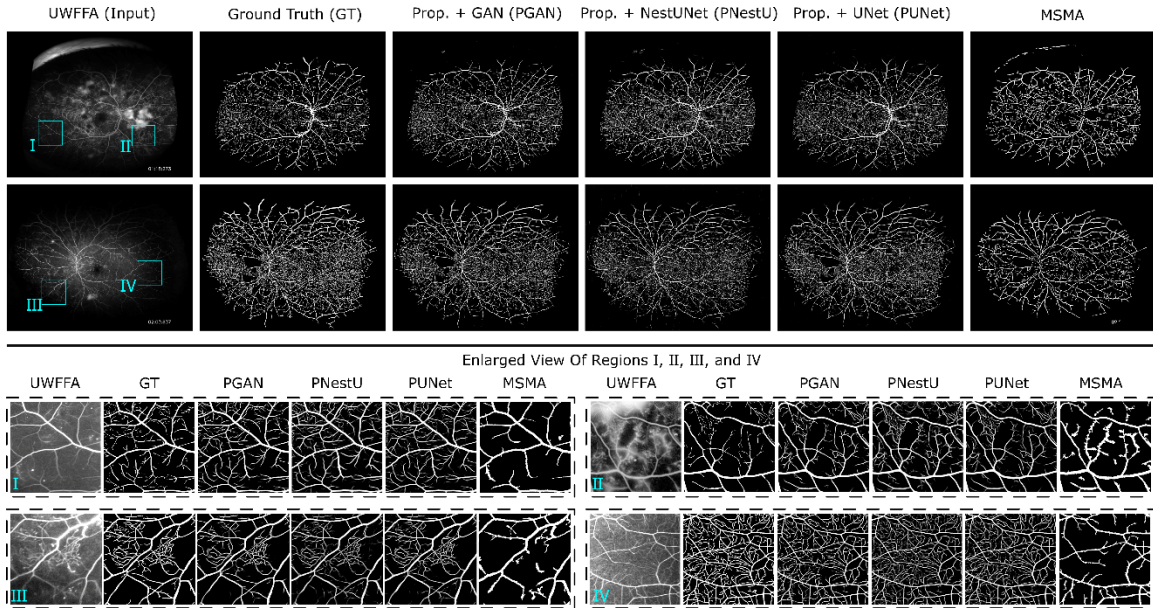 UWFFA (Input) Ground Truth (GT) Prop. + GAN (PGAN) Prop. + NestUNet (PNestU) Prop. + UNet (PUNet) MSMA
I II
III IV
Enlarged View Of Regions I, II, III, and IV
UWFFA GT PGAN PNestU PUNet MSMA UWFFA GT PGAN PNestU PUNet MSMA
I II
III IV